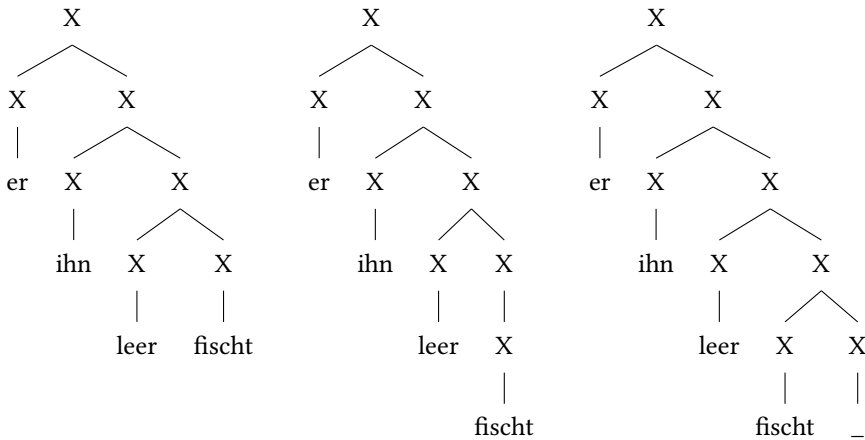 X X X
X X X X X X
er X X er X X er X X
ihn X X ihn X X ihn X X
leer fischt leer X leer X X
fischt fischt _